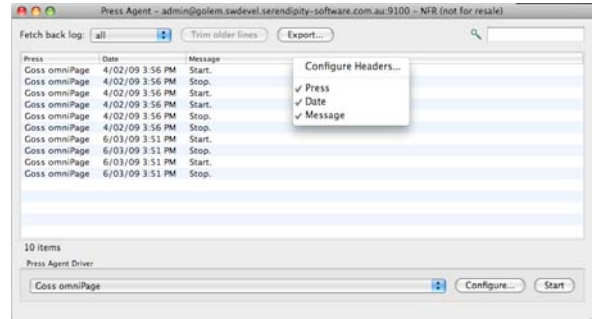 Press Agent – admin@golem.swdevel.serendipity-software.com.au:9100 – NFR (not for resale)
Fetch back log: all Trim older lines Export...
Press Date Message
Configure Headers...
✓ Press
✓ Date
✓ Message
Goss omniPage 4/02/09 3:56 PM Start.
Goss omniPage 4/02/09 3:56 PM Stop.
Goss omniPage 4/02/09 3:56 PM Start.
Goss omniPage 4/02/09 3:56 PM Stop.
Goss omniPage 4/02/09 3:56 PM Start.
Goss omniPage 4/02/09 3:56 PM Stop.
Goss omniPage 6/03/09 3:51 PM Start.
Goss omniPage 6/03/09 3:51 PM Stop.
Goss omniPage 6/03/09 3:51 PM Start.
Goss omniPage 6/03/09 3:51 PM Stop.
10 items
Press Agent Driver
Goss omniPage Configure... Start